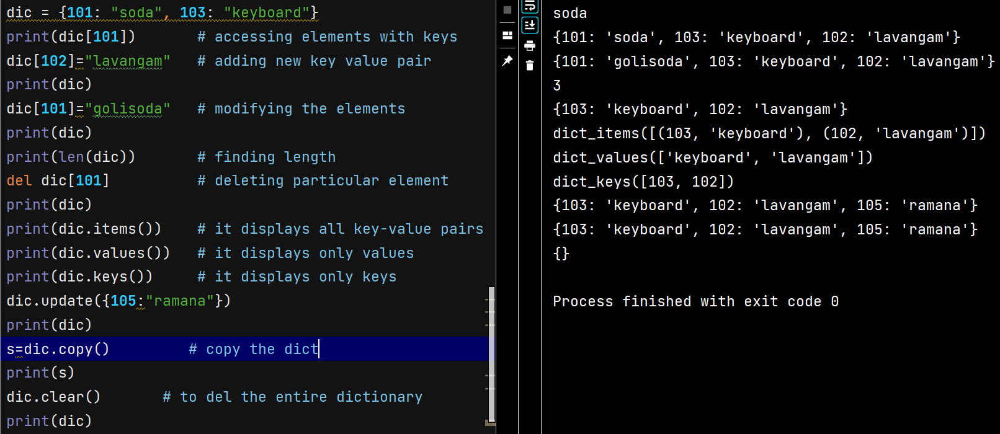 dic = {101: "soda", 103: "keyboard"}
print(dic[101])       # accessing elements with keys
dic[102]="lavangam"   # adding new key value pair
print(dic)
dic[101]="golisoda"   # modifying the elements
print(dic)
print(len(dic))       # finding length
del dic[101]          # deleting particular element
print(dic)
print(dic.items())    # it displays all key-value pairs
print(dic.values())   # it displays only values
print(dic.keys())     # it displays only keys
dic.update({105:"ramana"})
print(dic)
s=dic.copy()         # copy the dict
print(s)
dic.clear()       # to del the entire dictionary
print(dic)
soda
{101: 'soda', 103: 'keyboard', 102: 'lavangam'}
{101: 'golisoda', 103: 'keyboard', 102: 'lavangam'}
3
{103: 'keyboard', 102: 'lavangam'}
dict_items([(103, 'keyboard'), (102, 'lavangam')])
dict_values(['keyboard', 'lavangam'])
dict_keys([103, 102])
{103: 'keyboard', 102: 'lavangam', 105: 'ramana'}
{103: 'keyboard', 102: 'lavangam', 105: 'ramana'}
{}
Process finished with exit code 0